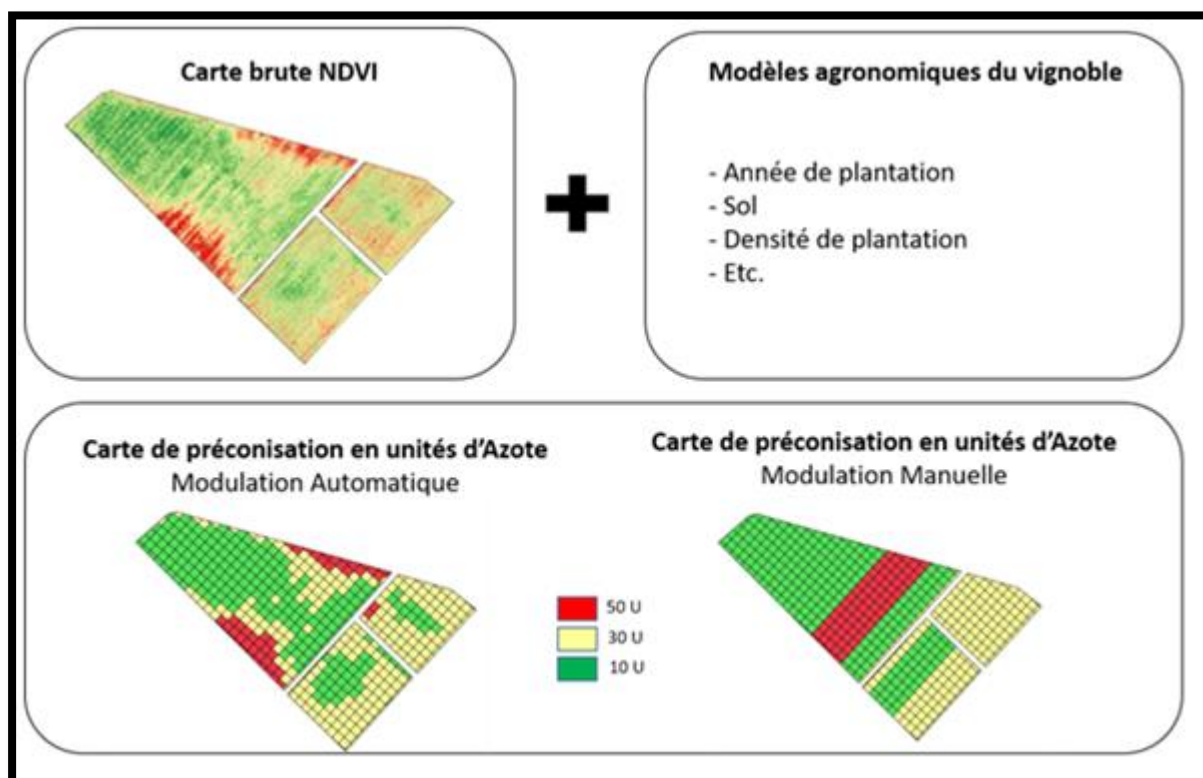 Carte brute NDVI
Modèles agronomiques du vignoble
- Année de plantation
- Sol
- Densité de plantation
- Etc.
Carte de préconisation en unités d'Azote
Modulation Automatique
Carte de préconisation en unités d'Azote
Modulation Manuelle
50 U
30 U
10 U